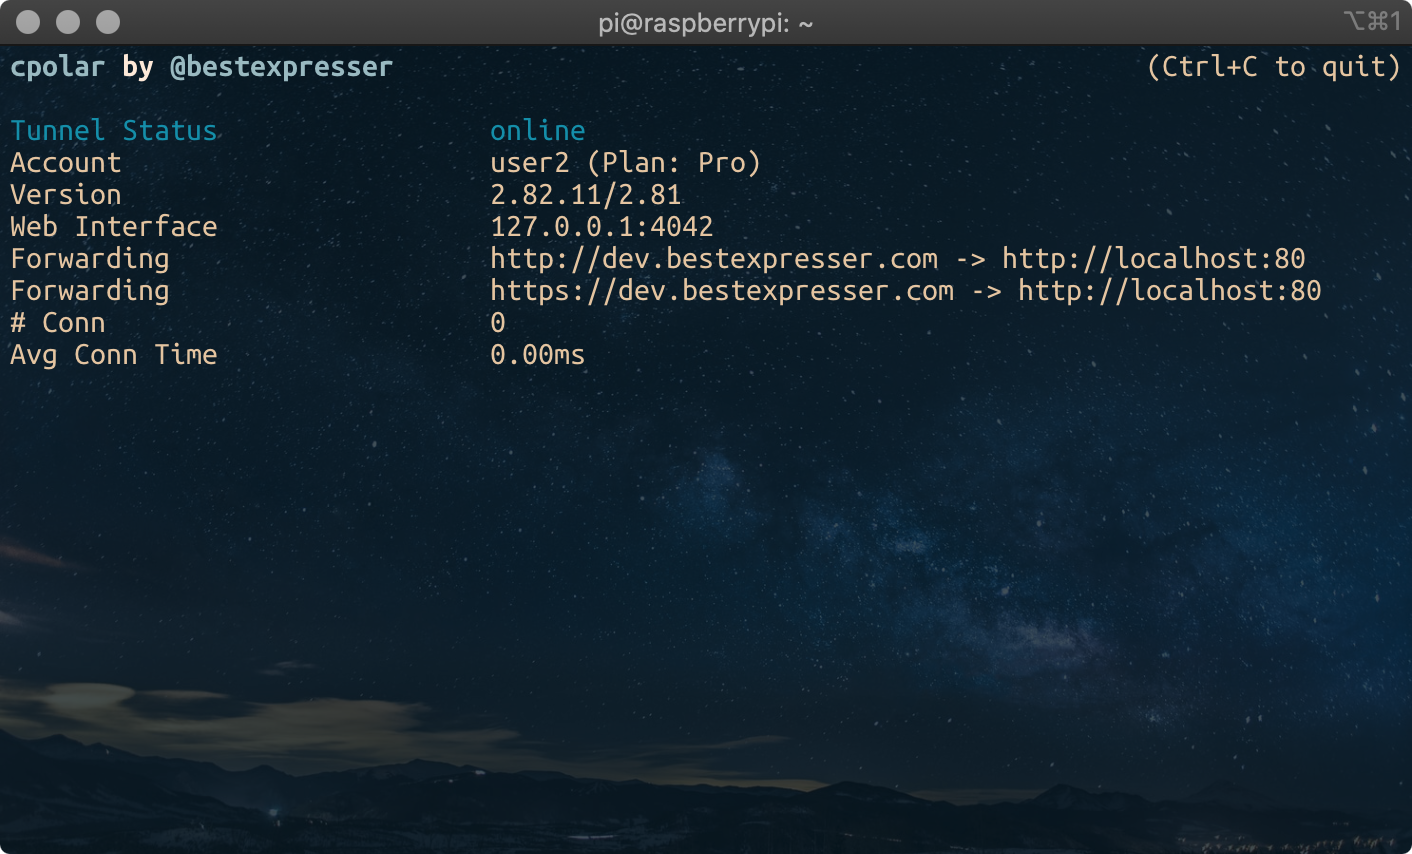 pi@raspberrypi: ~ ⌥⌘1
cpolar by @bestexpresser (Ctrl+C to quit)
Tunnel Status online
Account user2 (Plan: Pro)
Version 2.82.11/2.81
Web Interface 127.0.0.1:4042
Forwarding http://dev.bestexpresser.com -> http://localhost:80
Forwarding https://dev.bestexpresser.com -> http://localhost:80
# Conn 0
Avg Conn Time 0.00ms